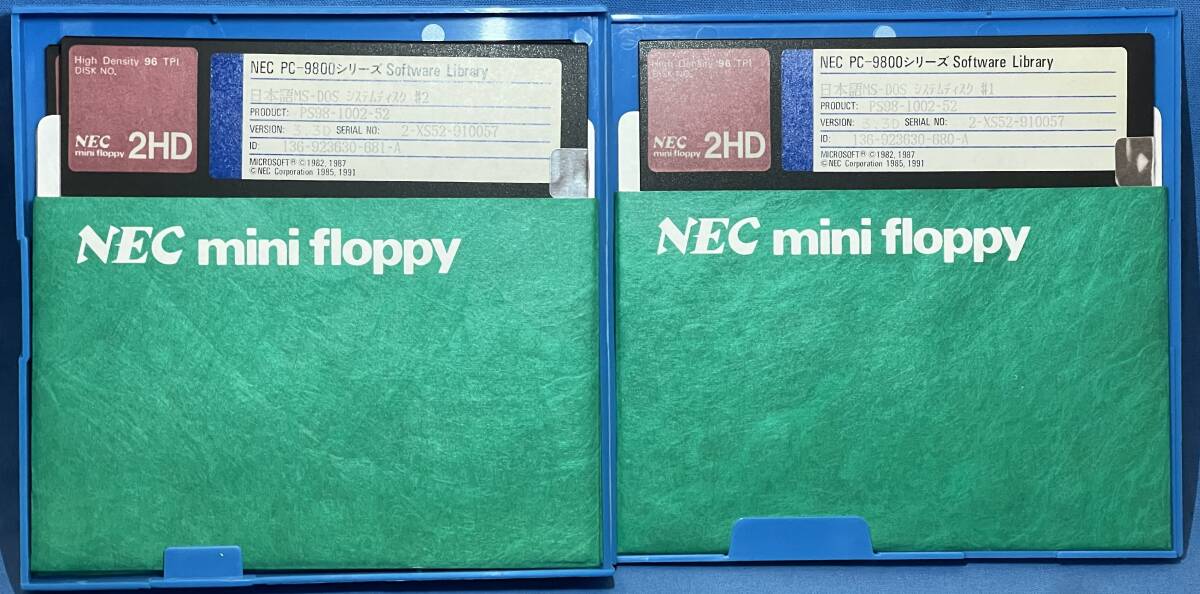 High Density 96 TPI
DISK NO.
NEC
mini floppy 2HD
NEC PC-9800シリーズ Software Library
日本語MS-DOS システムディスク #2
PRODUCT: PS98-1002-52
VERSION: 3.3D SERIAL NO: 2-XS52-910057
ID: 136-923630-681-A
MICROSOFT® ©1982, 1987
©NEC Corporation 1985, 1991
NEC mini floppy
High Density 96 TPI
DISK NO.
NEC
mini floppy 2HD
NEC PC-9800シリーズ Software Library
日本語MS-DOS システムディスク #1
PRODUCT: PS98-1002-52
VERSION: 3.3D SERIAL NO: 2-XS52-910057
ID: 136-923630-680-A
MICROSOFT® ©1982, 1987
©NEC Corporation 1985, 1991
NEC mini floppy